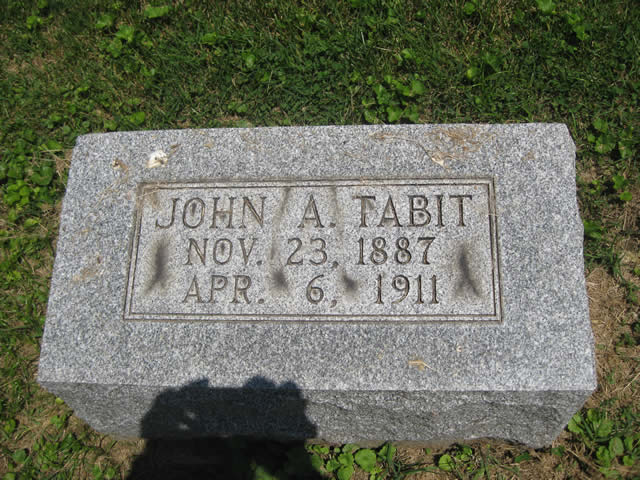 JOHN A. TABIT
NOV. 23, 1887
APR. 6, 1911